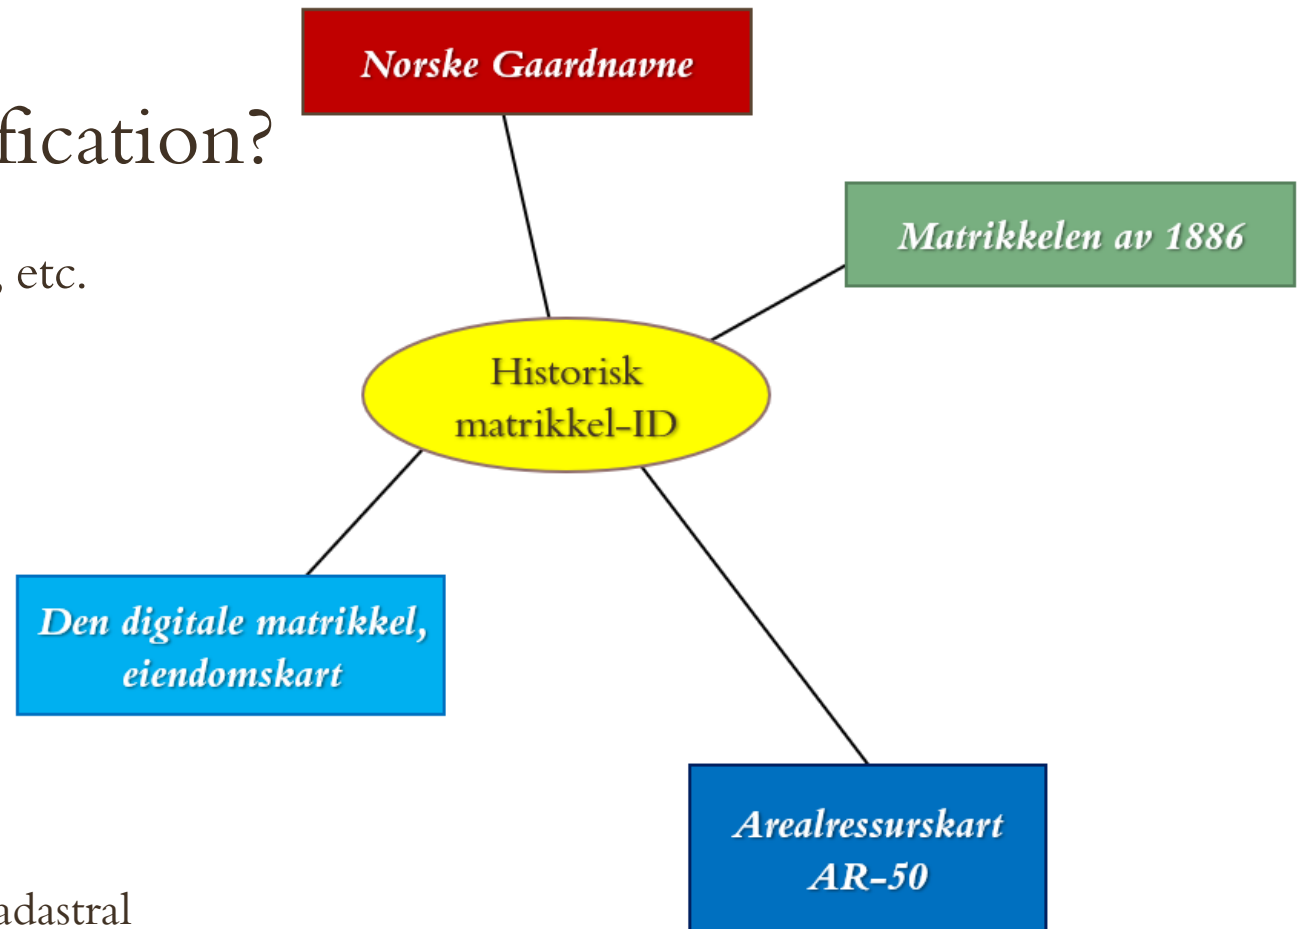 Norske Gaardnavne
fication?
Matrikkelen av 1886
, etc.
Historisk
matrikkel-ID
Den digitale matrikkel,
eiendomskart
Arealressurskart
AR-50
adastral